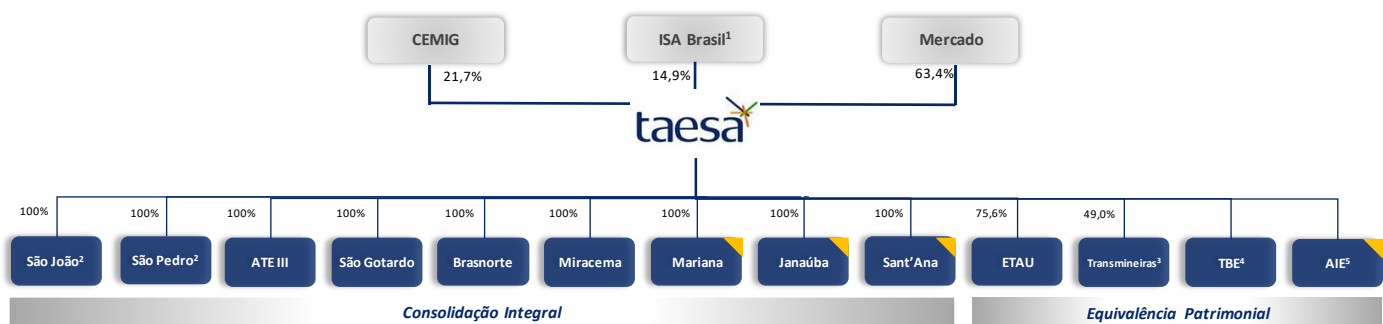 CEMIG
ISA Brasil¹
Mercado
21,7%
14,9%
63,4%
taesa
100%
100%
100%
100%
100%
100%
100%
100%
100%
75,6%
49,0%
São João²
São Pedro²
ATE III
São Gotardo
Brasnorte
Miracema
Mariana
Janaúba
Sant'Ana
ETAU
Transmineiras³
TBE⁴
AIE⁵
Consolidação Integral
Equivalência Patrimonial